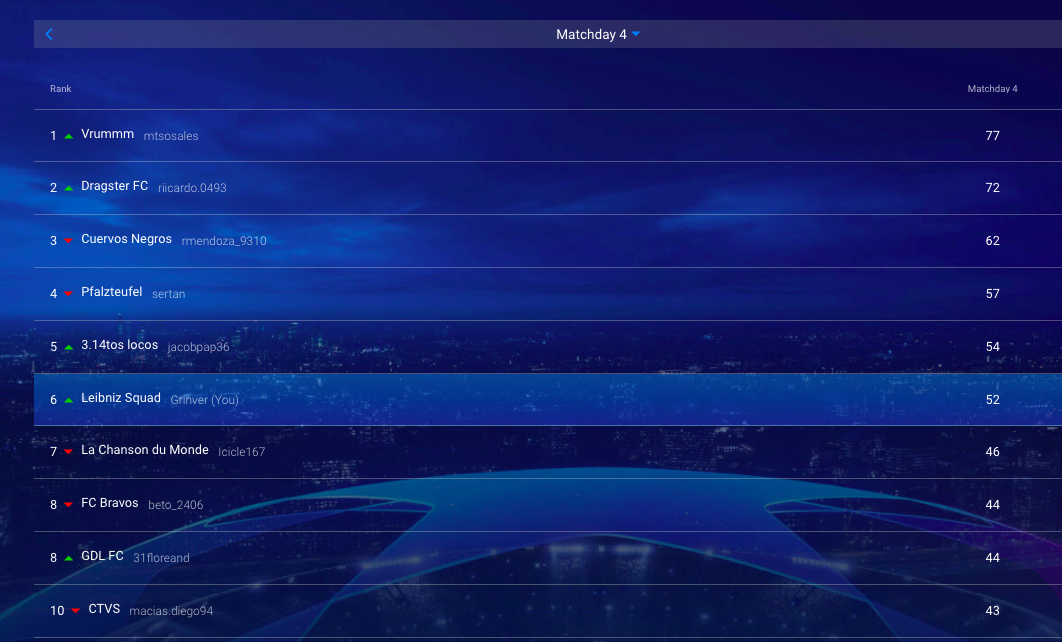 Matchday 4
Rank Matchday 4
1 Vrummm mtsosales 77
2 Dragster FC riicardo.0493 72
3 Cuervos Negros rmendoza_9310 62
4 Pfalzteufel sertan 57
5 3.14tos locos jacobpap36 54
6 Leibniz Squad Grinver (You) 52
7 La Chanson du Monde Icicle167 46
8 FC Bravos beto_2406 44
8 GDL FC 31floreand 44
10 CTVS macias.diego94 43